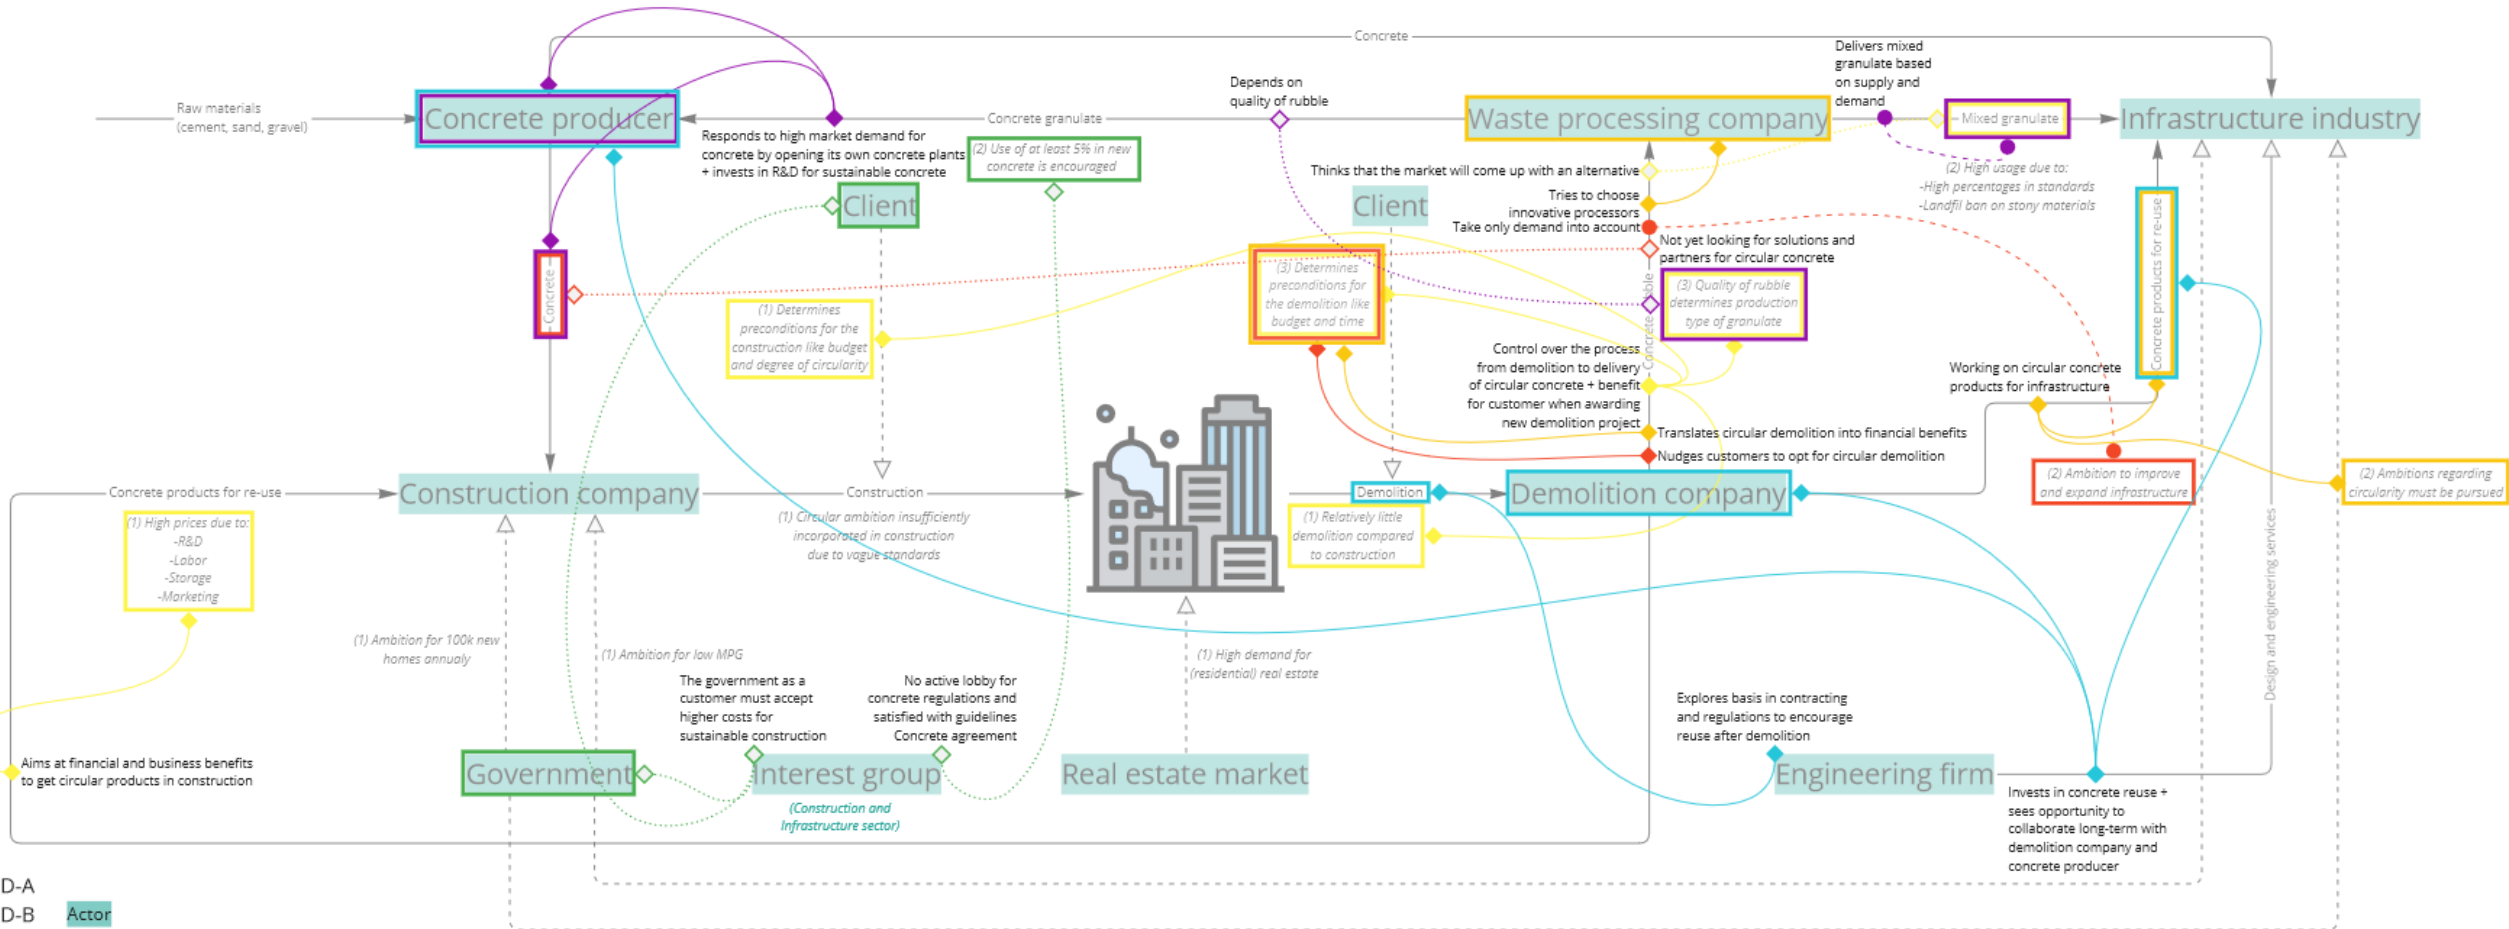 Concrete
Raw materials
(cement, sand, gravel)
Concrete producer
Responds to high market demand for
concrete by opening its own concrete plants
+ invests in R&D for sustainable concrete
Concrete granulate
(2) Use of at least 5% in new
concrete is encouraged
Depends on
quality of rubble
Waste processing company
Delivers mixed
granulate based
on supply and
demand
Mixed granulate
Infrastructure industry
(2) High usage due to:
-High percentages in standards
-Landfil ban on stony materials
Client
Client
Thinks that the market will come up with an alternative
Tries to choose
innovative processors
Take only demand into account
Not yet looking for solutions and
partners for circular concrete
Concrete
(1) Determines
preconditions for the
construction like budget
and degree of circularity
(3) Determines
preconditions for
the demolition like
budget and time
Concrete rubble
(3) Quality of rubble
determines production
type of granulate
Concrete products for re-use
Control over the process
from demolition to delivery
of circular concrete + benefit
for customer when awarding
new demolition project
Working on circular concrete
products for infrastructure
Translates circular demolition into financial benefits
Nudges customers to opt for circular demolition
(2) Ambition to improve
and expand infrastructure
(2) Ambitions regarding
circularity must be pursued
Concrete products for re-use
Construction company
Construction
Demolition
Demolition company
(1) High prices due to:
-R&D
-Labor
-Storage
-Marketing
(1) Circular ambition insufficiently
incorporated in construction
due to vague standards
(1) Relatively little
demolition compared
to construction
Design and engineering services
(1) Ambition for 100k new
homes annualy
(1) Ambition for low MPG
(1) High demand for
(residential) real estate
The government as a
customer must accept
higher costs for
sustainable construction
No active lobby for
concrete regulations and
satisfied with guidelines
Concrete agreement
Explores basis in contracting
and regulations to encourage
reuse after demolition
Aims at financial and business benefits
to get circular products in construction
Government
Interest group
(Construction and
Infrastructure sector)
Real estate market
Engineering firm
Invests in concrete reuse +
sees opportunity to
collaborate long-term with
demolition company and
concrete producer
D-A
D-B
Actor